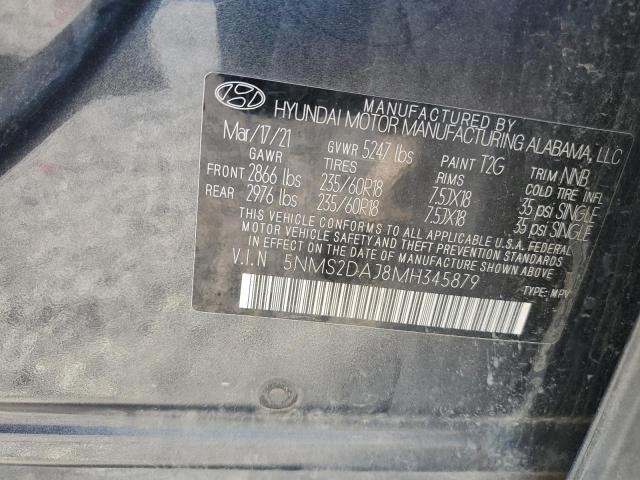 MANUFACTURED BY
HYUNDAI MOTOR MANUFACTURING ALABAMA, LLC
Mar/17/21 GVWR 5247 lbs PAINT T2G TRIM NNB
GAWR TIRES RIMS COLD TIRE INFL
FRONT 2866 lbs 235/60R18 7.5JX18 35 psi SINGLE
REAR 2976 lbs 235/60R18 7.5JX18 35 psi SINGLE
THIS VEHICLE CONFORMS TO ALL APPLICABLE U.S.A. FEDERAL
MOTOR VEHICLE SAFETY AND THEFT PREVENTION STANDARDS
IN EFFECT ON THE DATE OF MANUFACTURE SHOWN ABOVE.
V.I.N 5NMS2DAJ8MH345879
TYPE: MPV